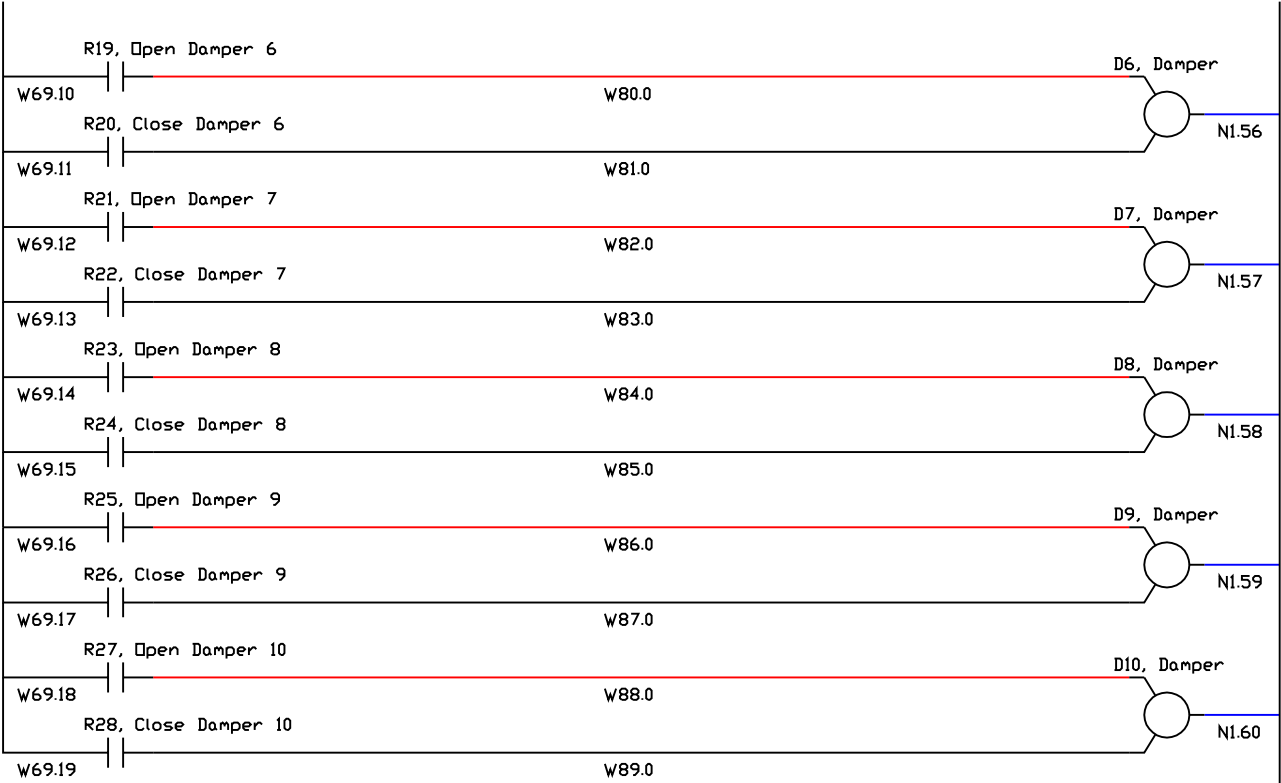 R19, Open Damper 6
D6, Damper
W69.10
W80.0
R20, Close Damper 6
N1.56
W69.11
W81.0
R21, Open Damper 7
D7, Damper
W69.12
W82.0
R22, Close Damper 7
N1.57
W69.13
W83.0
R23, Open Damper 8
D8, Damper
W69.14
W84.0
R24, Close Damper 8
N1.58
W69.15
W85.0
R25, Open Damper 9
D9, Damper
W69.16
W86.0
R26, Close Damper 9
N1.59
W69.17
W87.0
R27, Open Damper 10
D10, Damper
W69.18
W88.0
R28, Close Damper 10
N1.60
W69.19
W89.0